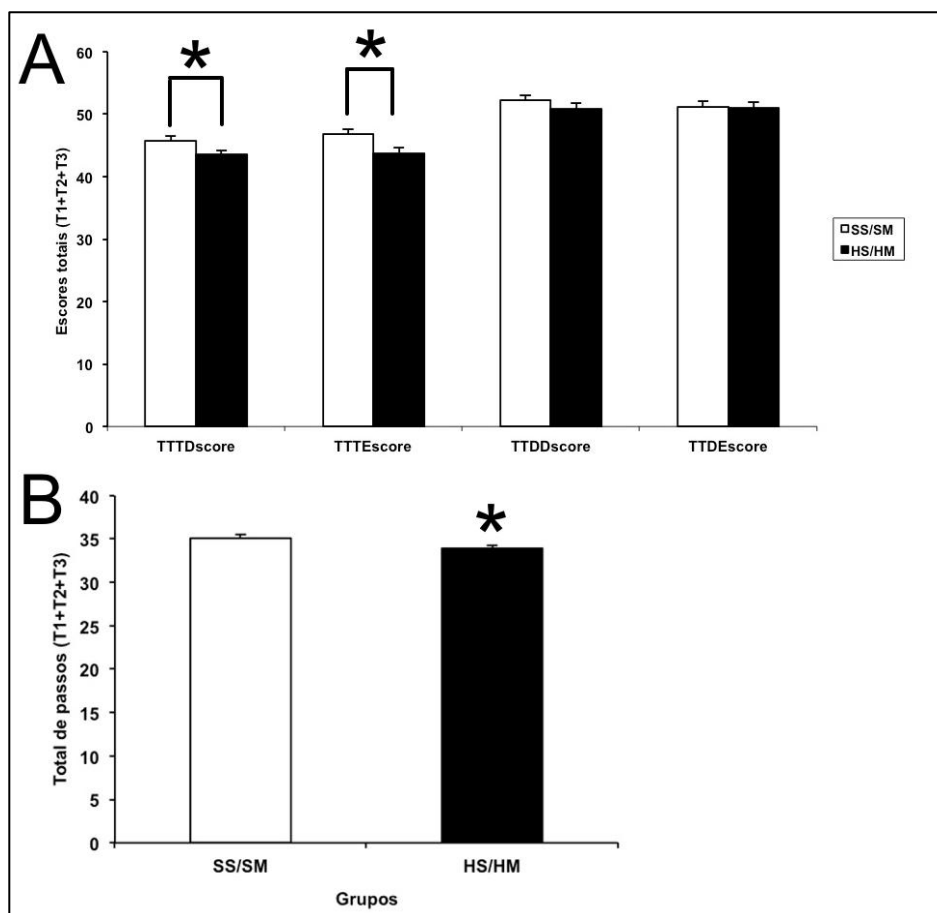 A
*
*
Escores totais (T1+T2+T3)
60
50
40
30
20
10
0
TTTDscore
TTTEscore
TTDDscore
TTDEscore
SS/SM
HS/HM
B
*
Total de passos (T1+T2+T3)
40
35
30
25
20
15
10
5
0
SS/SM
HS/HM
Grupos